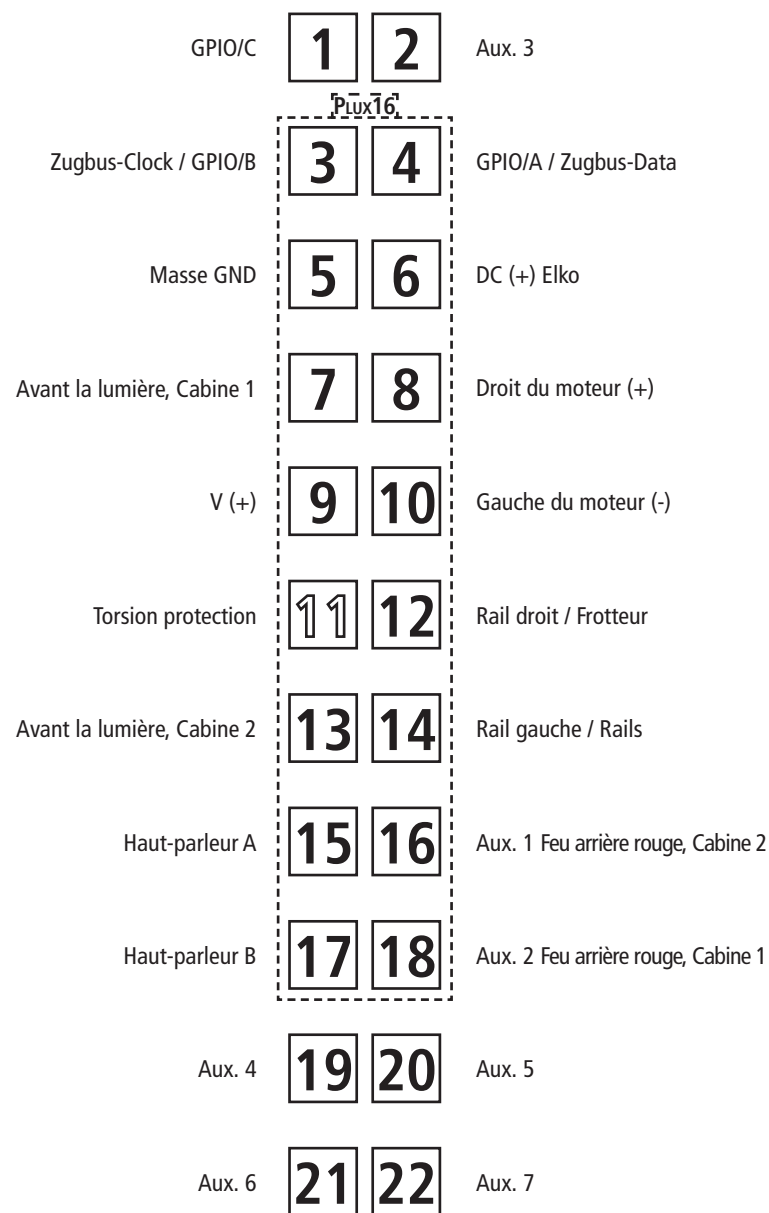 GPIO/C 1 2 Aux. 3
PLUX16
Zugbus-Clock / GPIO/B 3 4 GPIO/A / Zugbus-Data
Masse GND 5 6 DC (+) Elko
Avant la lumière, Cabine 1 7 8 Droit du moteur (+)
V (+) 9 10 Gauche du moteur (-)
Torsion protection 11 12 Rail droit / Frotteur
Avant la lumière, Cabine 2 13 14 Rail gauche / Rails
Haut-parleur A 15 16 Aux. 1 Feu arrière rouge, Cabine 2
Haut-parleur B 17 18 Aux. 2 Feu arrière rouge, Cabine 1
Aux. 4 19 20 Aux. 5
Aux. 6 21 22 Aux. 7